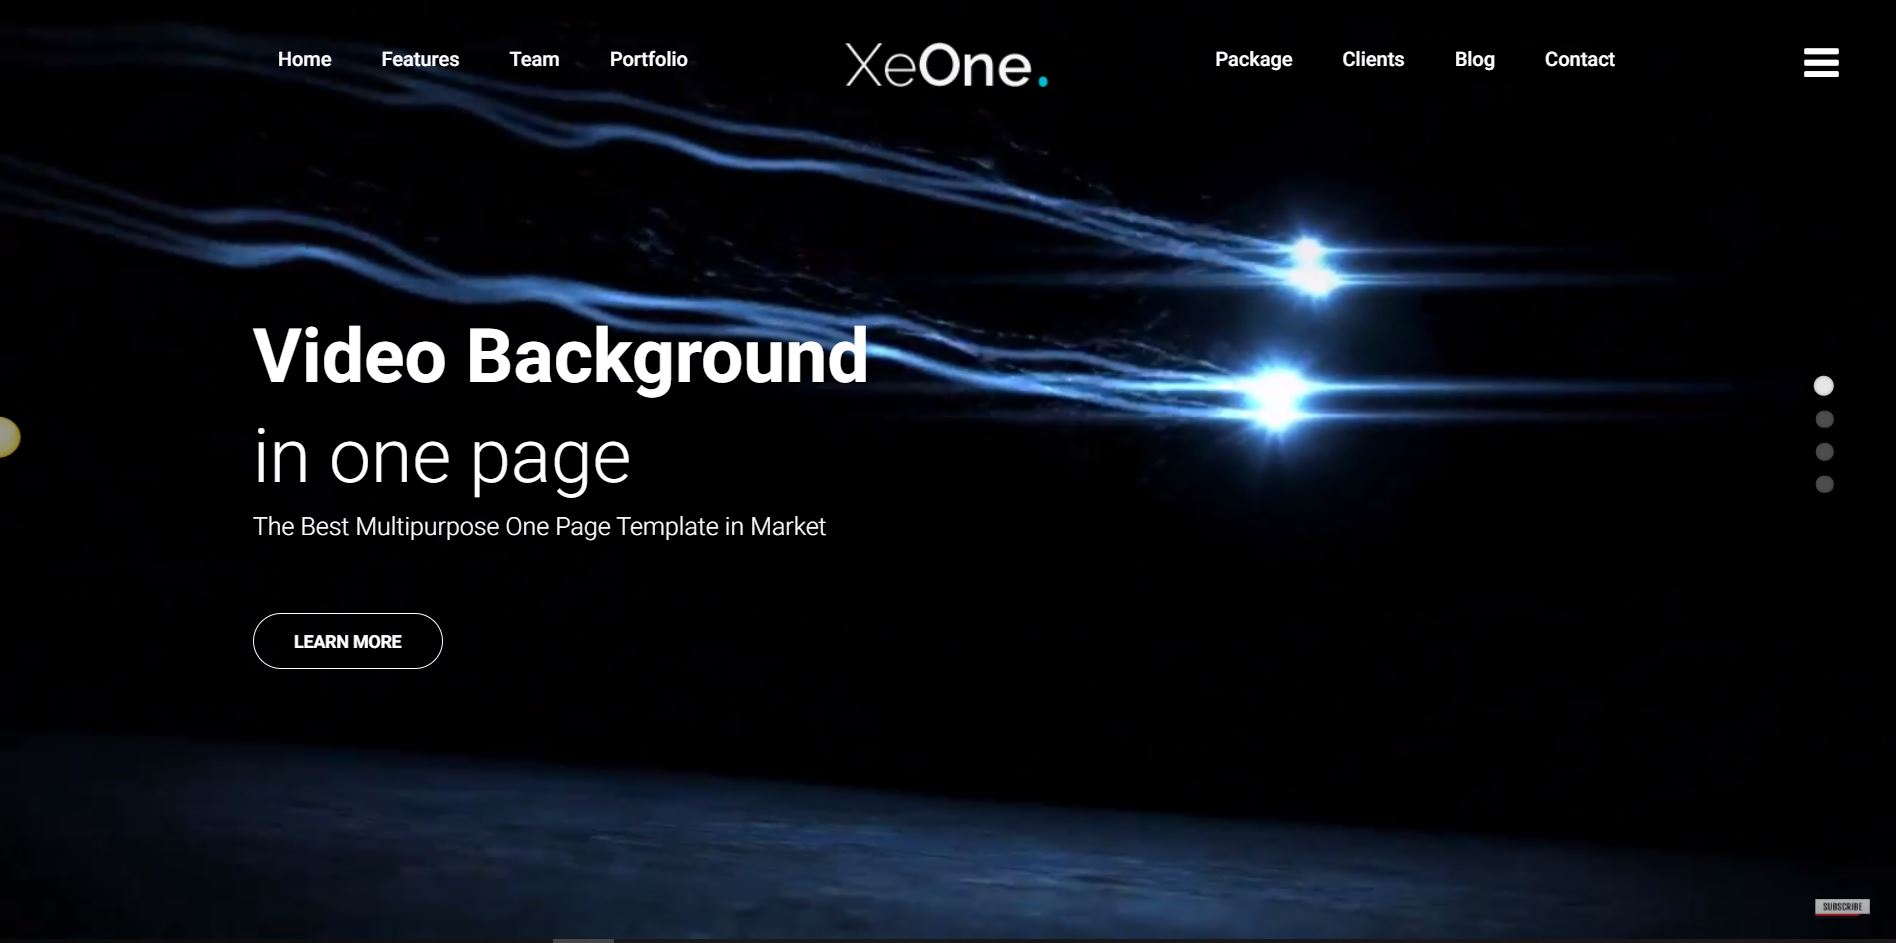 Home Features Team Portfolio XeOne. Package Clients Blog Contact
Video Background
in one page
The Best Multipurpose One Page Template in Market
LEARN MORE
SUBSCRIBE